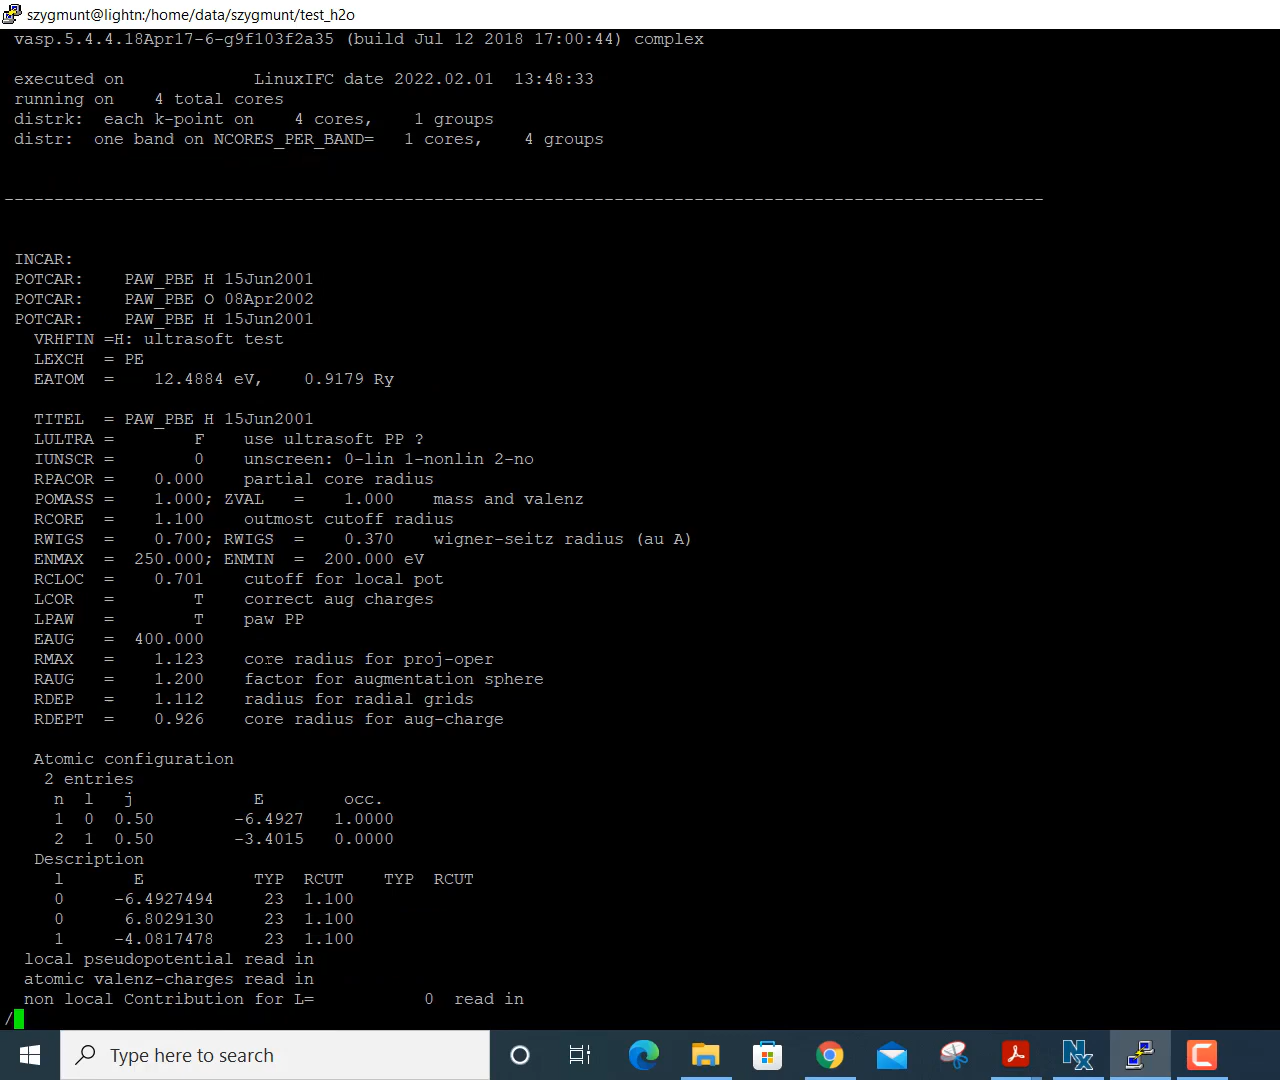 szygmunt@lightn:/home/data/szygmunt/test_h2o
vasp.5.4.4.18Apr17-6-g9f103f2a35 (build Jul 12 2018 17:00:44) complex
executed on             LinuxIFC date 2022.02.01  13:48:33
running on    4 total cores
distrk:  each k-point on    4 cores,    1 groups
distr:  one band on NCORES_PER_BAND=   1 cores,    4 groups
--------------------------------------------------------------------------------------------------------
INCAR:
POTCAR:    PAW_PBE H 15Jun2001
POTCAR:    PAW_PBE O 08Apr2002
POTCAR:    PAW_PBE H 15Jun2001
VRHFIN =H: ultrasoft test
LEXCH  = PE
EATOM  =    12.4884 eV,    0.9179 Ry
TITEL  = PAW_PBE H 15Jun2001
LULTRA =        F    use ultrasoft PP ?
IUNSCR =        0    unscreen: 0-lin 1-nonlin 2-no
RPACOR =    0.000    partial core radius
POMASS =    1.000; ZVAL   =    1.000    mass and valenz
RCORE  =    1.100    outmost cutoff radius
RWIGS  =    0.700; RWIGS  =    0.370    wigner-seitz radius (au A)
ENMAX  =  250.000; ENMIN  =  200.000 eV
RCLOC  =    0.701    cutoff for local pot
LCOR   =        T    correct aug charges
LPAW   =        T    paw PP
EAUG   =  400.000
RMAX   =    1.123    core radius for proj-oper
RAUG   =    1.200    factor for augmentation sphere
RDEP   =    1.112    radius for radial grids
RDEPT  =    0.926    core radius for aug-charge
Atomic configuration
2 entries
n  l   j            E        occ.
1  0  0.50        -6.4927   1.0000
2  1  0.50        -3.4015   0.0000
Description
l       E           TYP  RCUT    TYP  RCUT
0     -6.4927494     23  1.100
0      6.8029130     23  1.100
1     -4.0817478     23  1.100
local pseudopotential read in
atomic valenz-charges read in
non local Contribution for L=           0  read in
/
Type here to search